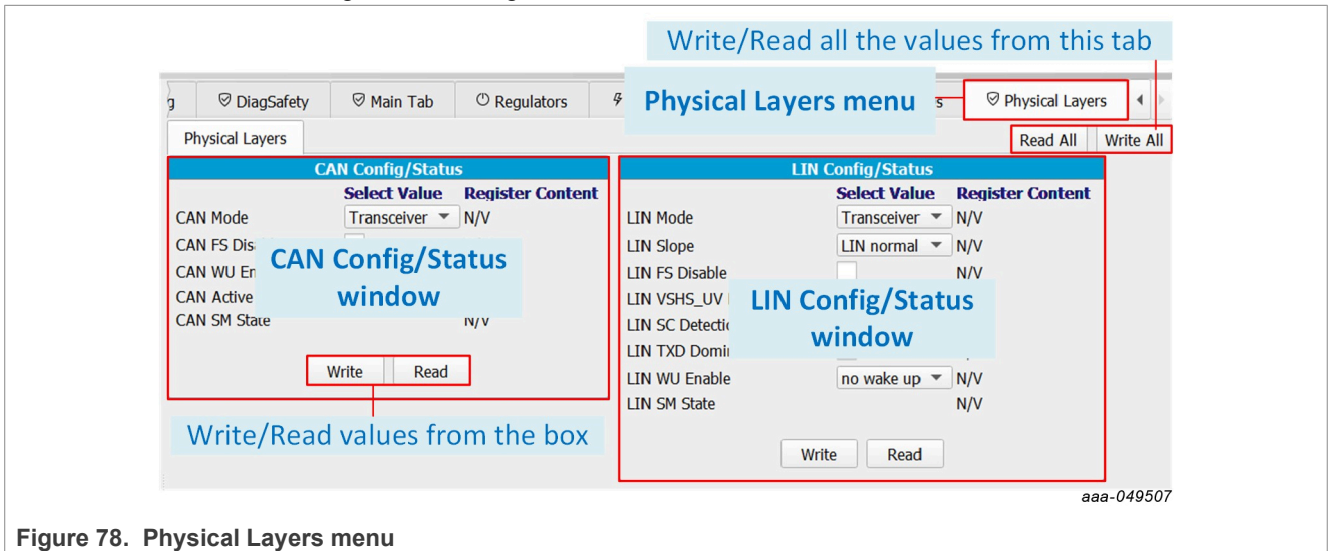 Write/Read all the values from this tab
DiagSafety Main Tab Regulators Physical Layers menu Physical Layers
Physical Layers Read All Write All
CAN Config/Status
Select Value Register Content
CAN Mode Transceiver N/V
CAN FS
CAN WU
CAN Active
CAN SM State N/V
CAN Config/Status
window
Write Read
Write/Read values from the box
LIN Config/Status
Select Value Register Content
LIN Mode Transceiver N/V
LIN Slope LIN normal N/V
LIN FS Disable N/V
LIN VSHS_UV
LIN SC
LIN TXD
LIN WU Enable no wake up N/V
LIN SM State N/V
LIN Config/Status
window
Write Read
aaa-049507
Figure 78. Physical Layers menu